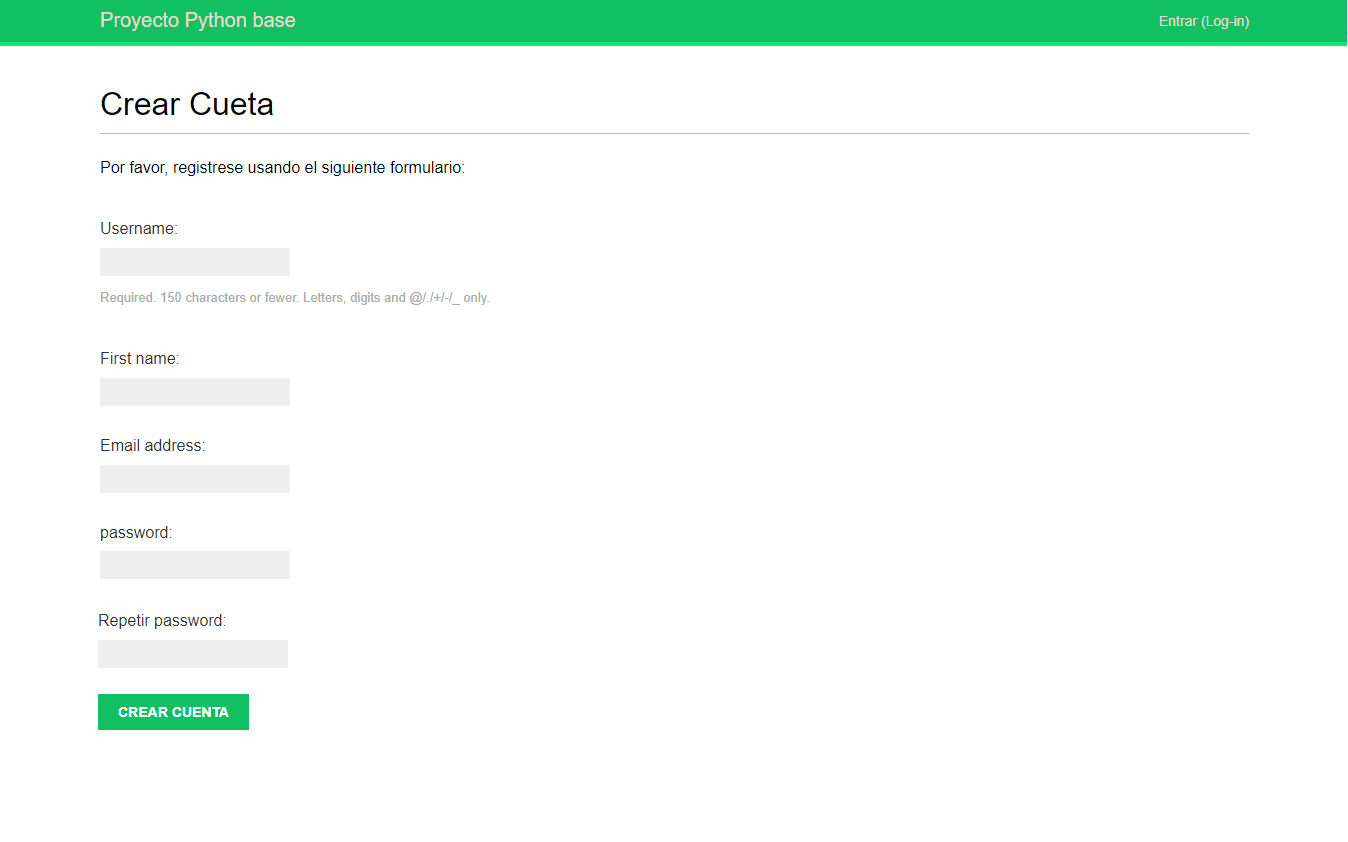 Proyecto Python base
Entrar (Log-in)
Crear Cueta
Por favor, registrese usando el siguiente formulario:
Username:
Required. 150 characters or fewer. Letters, digits and @/./+/-/_ only.
First name:
Email address:
password:
Repetir password:
CREAR CUENTA